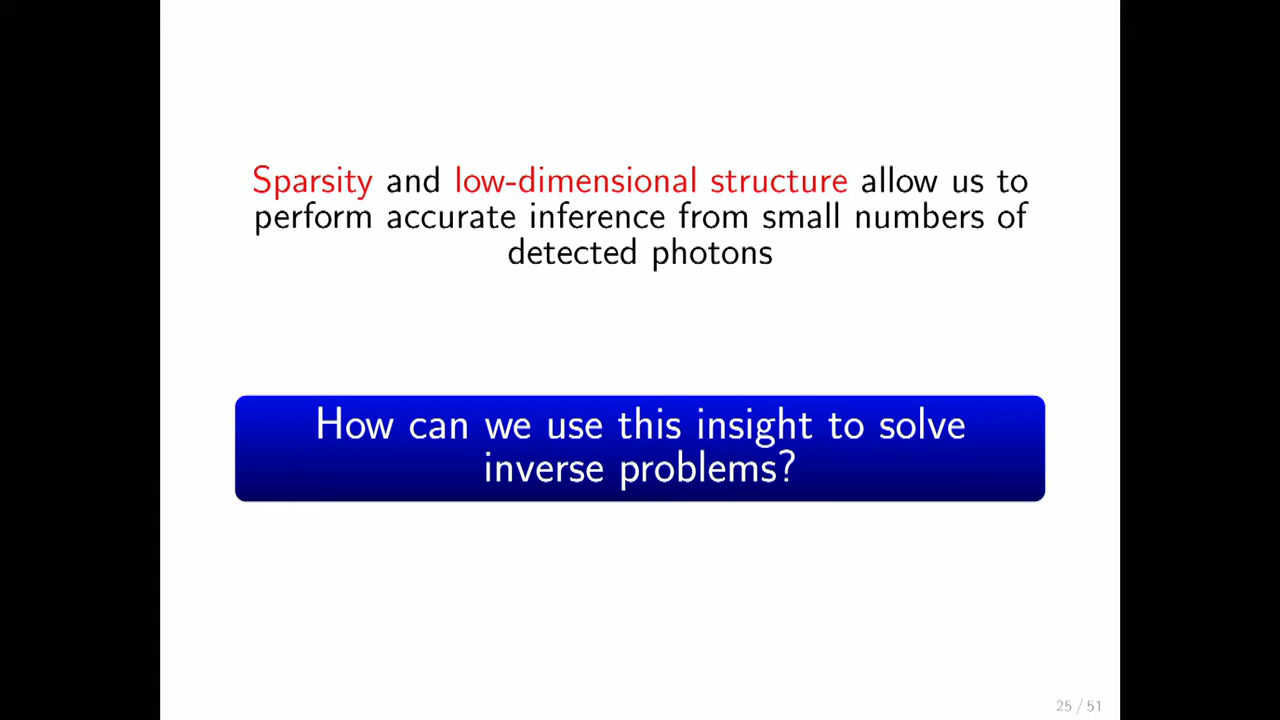 Sparsity and low-dimensional structure allow us to
perform accurate inference from small numbers of
detected photons
How can we use this insight to solve
inverse problems?
25 / 51